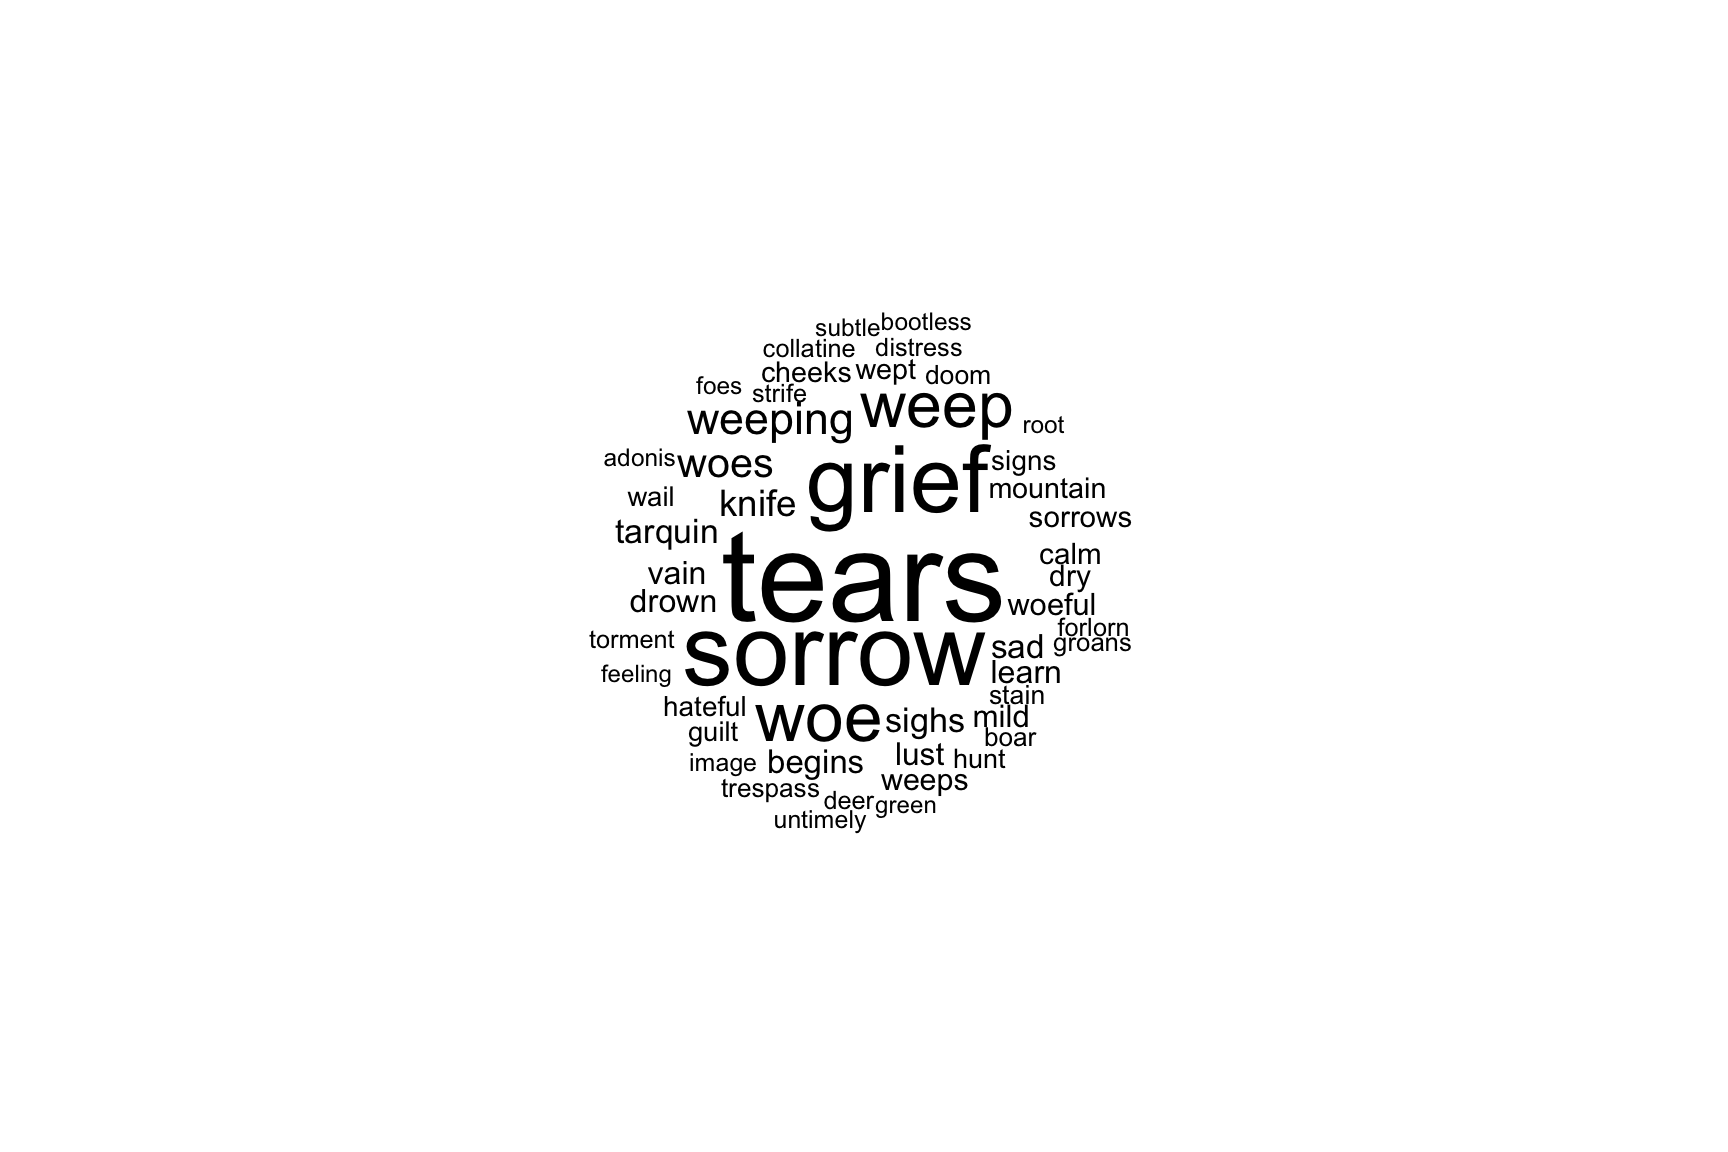 subtle bootless
collatine distress
cheeks wept doom
foes strife
weeping weep root
adonis woes grief signs
wail knife mountain
tarquin sorrows
tears calm
vain dry
drown woeful
torment sorrow sad forlorn
groans
feeling learn
hateful woe sighs mild stain
guilt boar
image begins lust hunt
trespass weeps
deer green
untimely